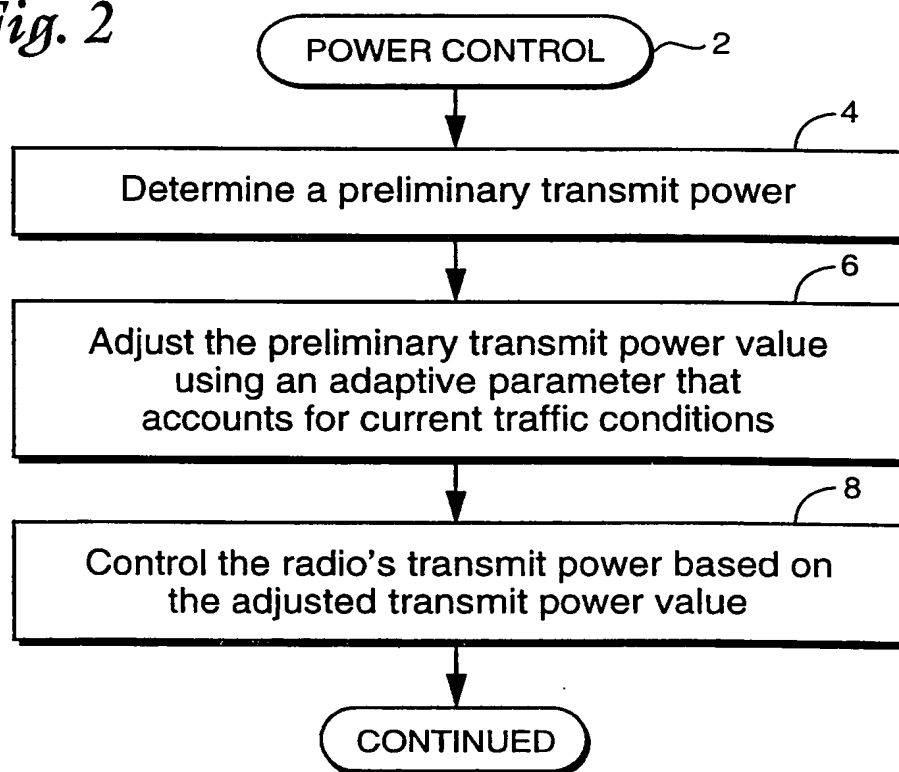 Fig. 2
POWER CONTROL
2
4
Determine a preliminary transmit power
6
Adjust the preliminary transmit power value
using an adaptive parameter that
accounts for current traffic conditions
8
Control the radio's transmit power based on
the adjusted transmit power value
CONTINUED